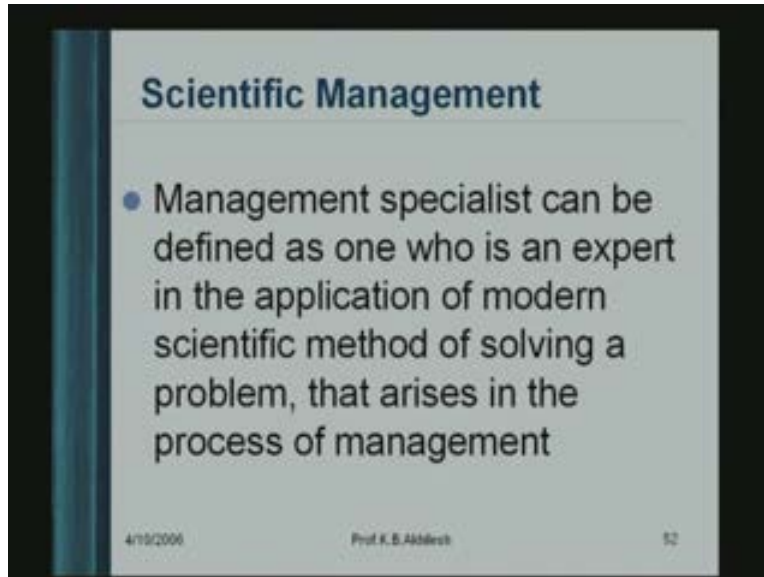 Scientific Management
Management specialist can be
defined as one who is an expert
in the application of modern
scientific method of solving a
problem, that arises in the
process of management
4/10/2006 Prof.K.B.Akhilesh 52